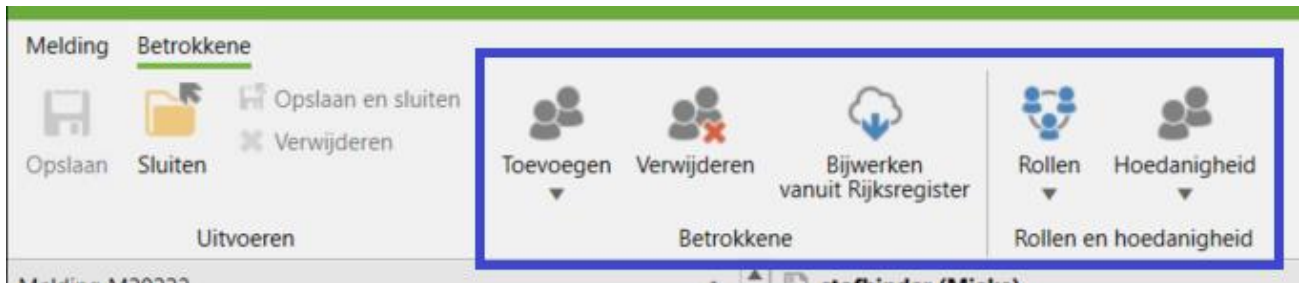 Melding Betrokkene
Opslaan en sluiten
Verwijderen
Opslaan Sluiten
Toevoegen Verwijderen Bijwerken
vanuit Rijksregister
Rollen Hoedanigheid
Uitvoeren Betrokkene Rollen en hoedanigheid